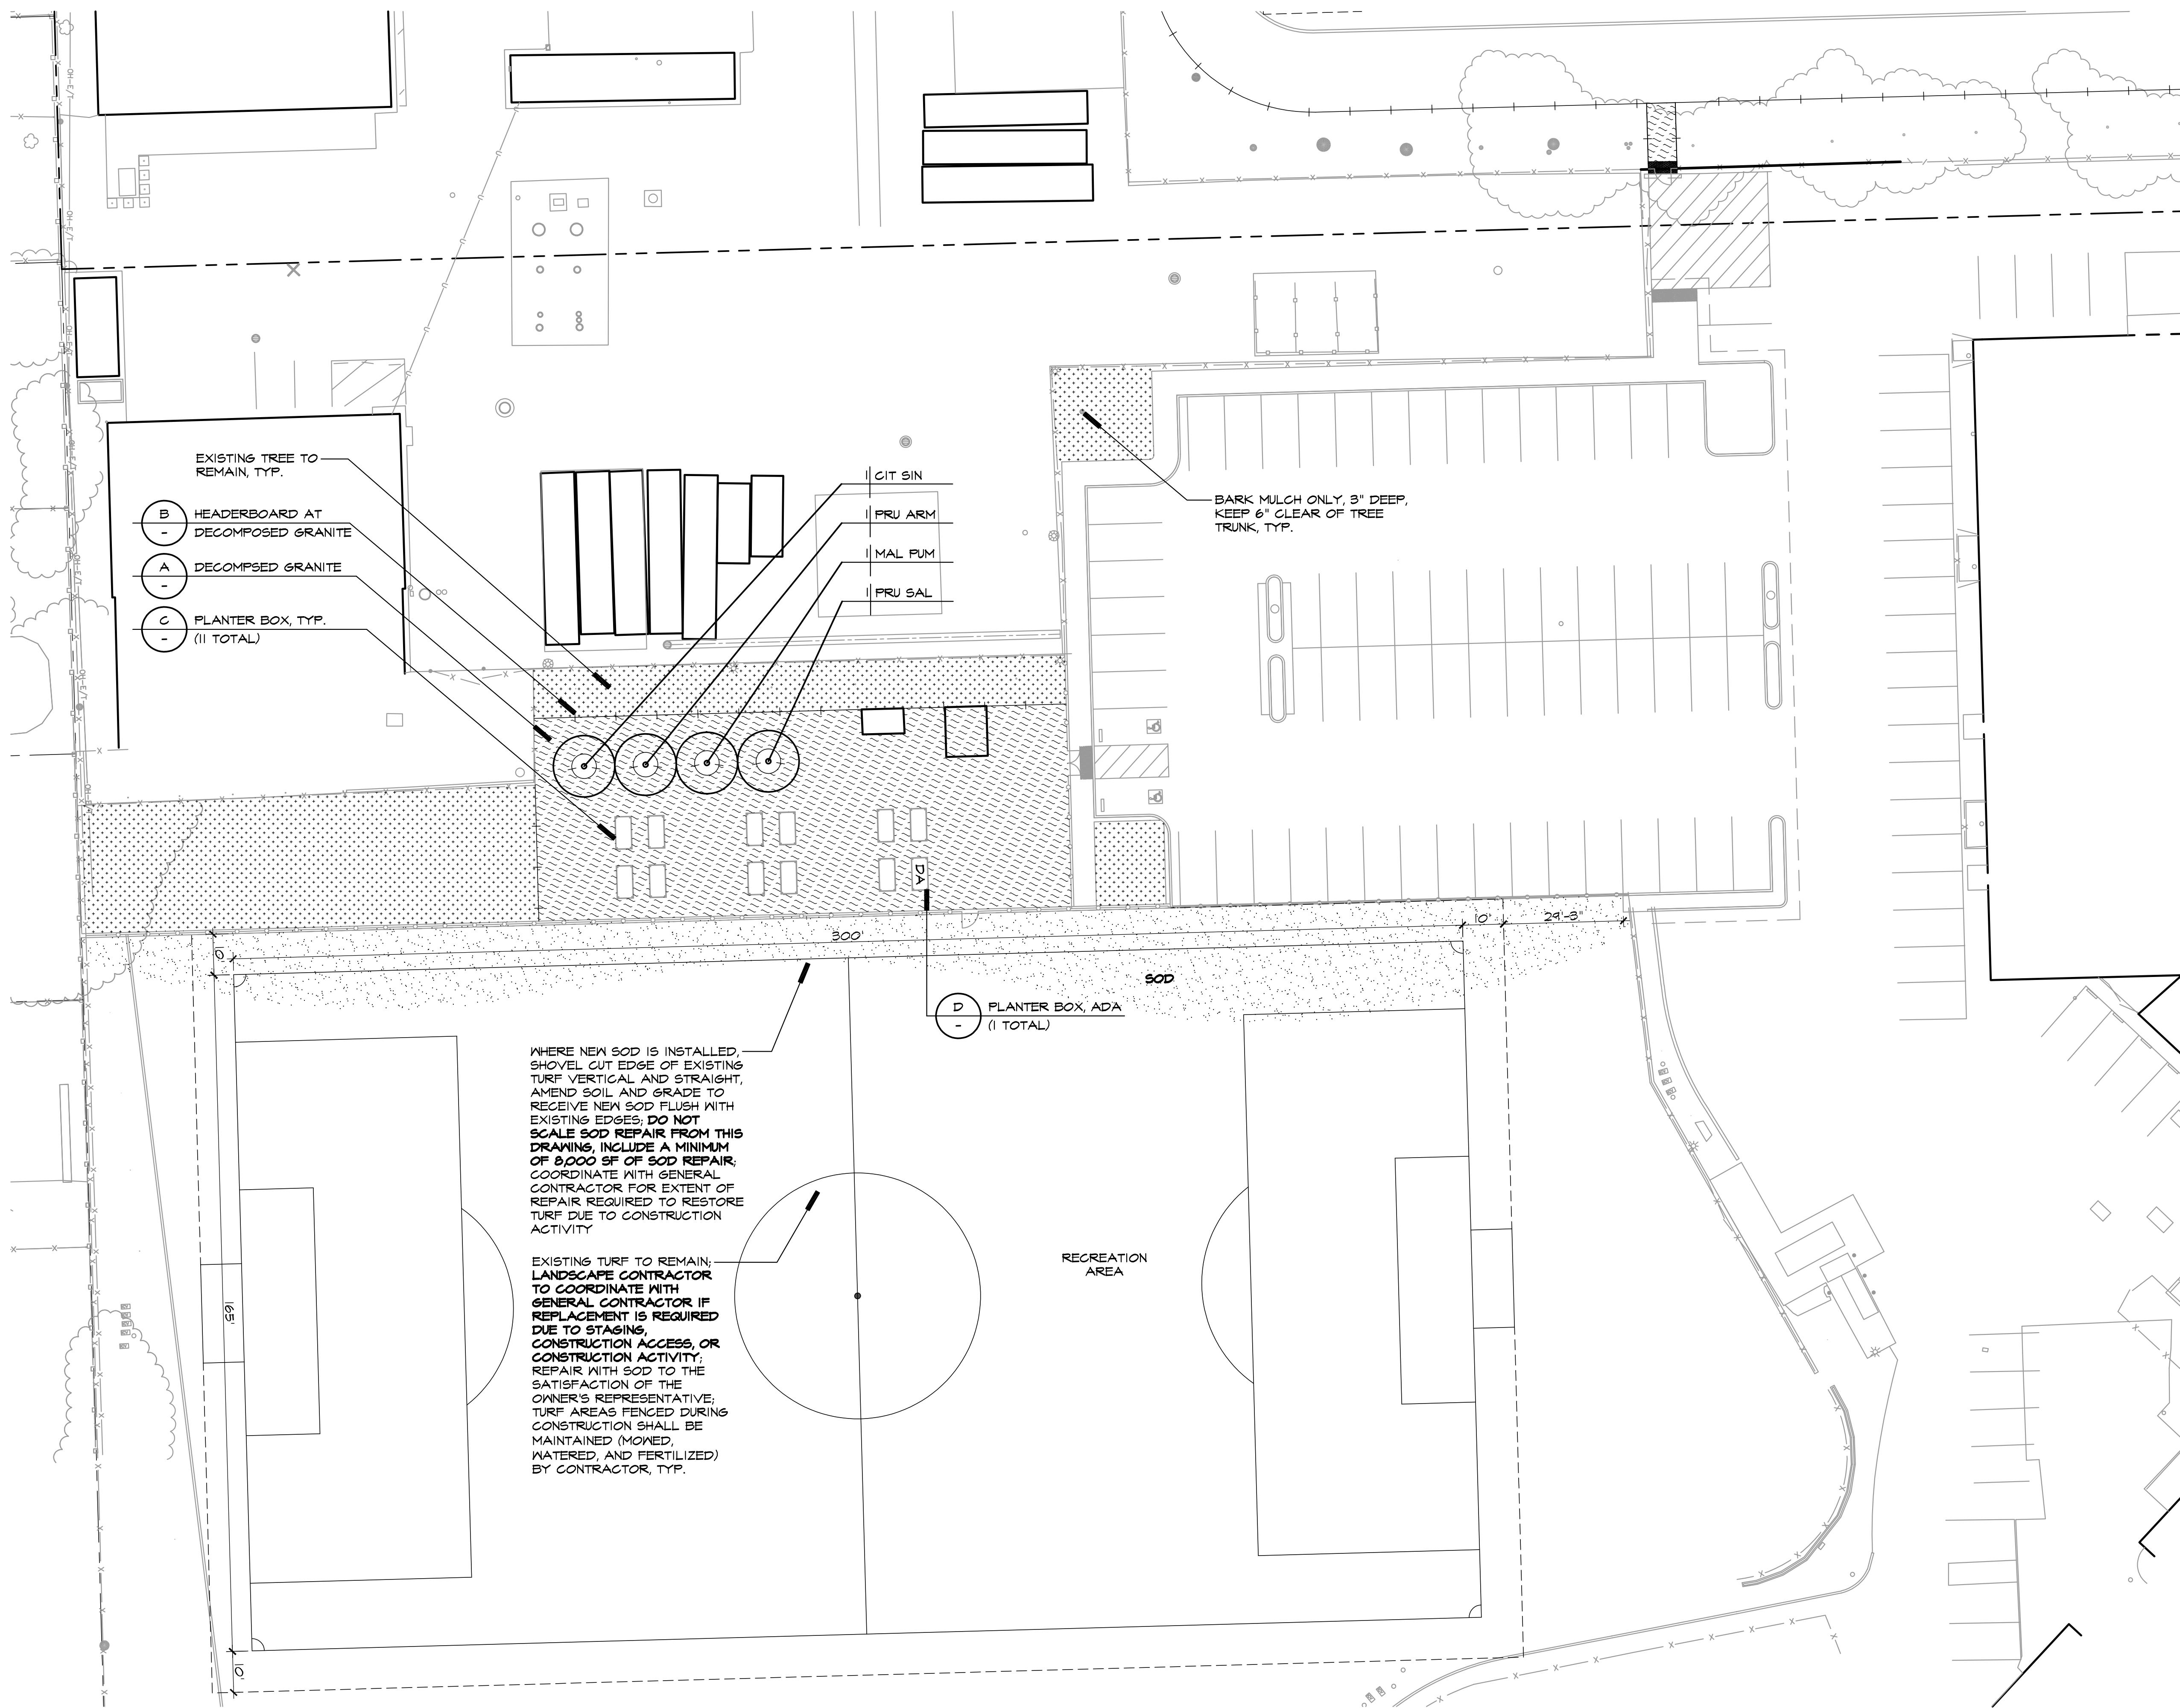 EXISTING TREE TO
REMAIN, TYP.
B
-
HEADERBOARD AT
DECOMPOSED GRANITE
A
-
DECOMPSED GRANITE
C
-
PLANTER BOX, TYP.
(11 TOTAL)
1 CIT SIN
1 PRU ARM
1 MAL PUM
1 PRU SAL
BARK MULCH ONLY, 3" DEEP,
KEEP 6" CLEAR OF TREE
TRUNK, TYP.
OH-E/T
OH-E/T
OH-E/T
OH-E/T
OH-E/T
OH-E/T
DA
10'
29'-3"
300'
10'
SOD
D
-
PLANTER BOX, ADA
(1 TOTAL)
WHERE NEW SOD IS INSTALLED,
SHOVEL CUT EDGE OF EXISTING
TURF VERTICAL AND STRAIGHT,
AMEND SOIL AND GRADE TO
RECEIVE NEW SOD FLUSH WITH
EXISTING EDGES; DO NOT
SCALE SOD REPAIR FROM THIS
DRAWING, INCLUDE A MINIMUM
OF 8,000 SF OF SOD REPAIR;
COORDINATE WITH GENERAL
CONTRACTOR FOR EXTENT OF
REPAIR REQUIRED TO RESTORE
TURF DUE TO CONSTRUCTION
ACTIVITY
EXISTING TURF TO REMAIN;
LANDSCAPE CONTRACTOR
TO COORDINATE WITH
GENERAL CONTRACTOR IF
REPLACEMENT IS REQUIRED
DUE TO STAGING,
CONSTRUCTION ACCESS, OR
CONSTRUCTION ACTIVITY;
REPAIR WITH SOD TO THE
SATISFACTION OF THE
OWNER'S REPRESENTATIVE;
TURF AREAS FENCED DURING
CONSTRUCTION SHALL BE
MAINTAINED (MOWED,
WATERED, AND FERTILIZED)
BY CONTRACTOR, TYP.
RECREATION
AREA
165'
10'